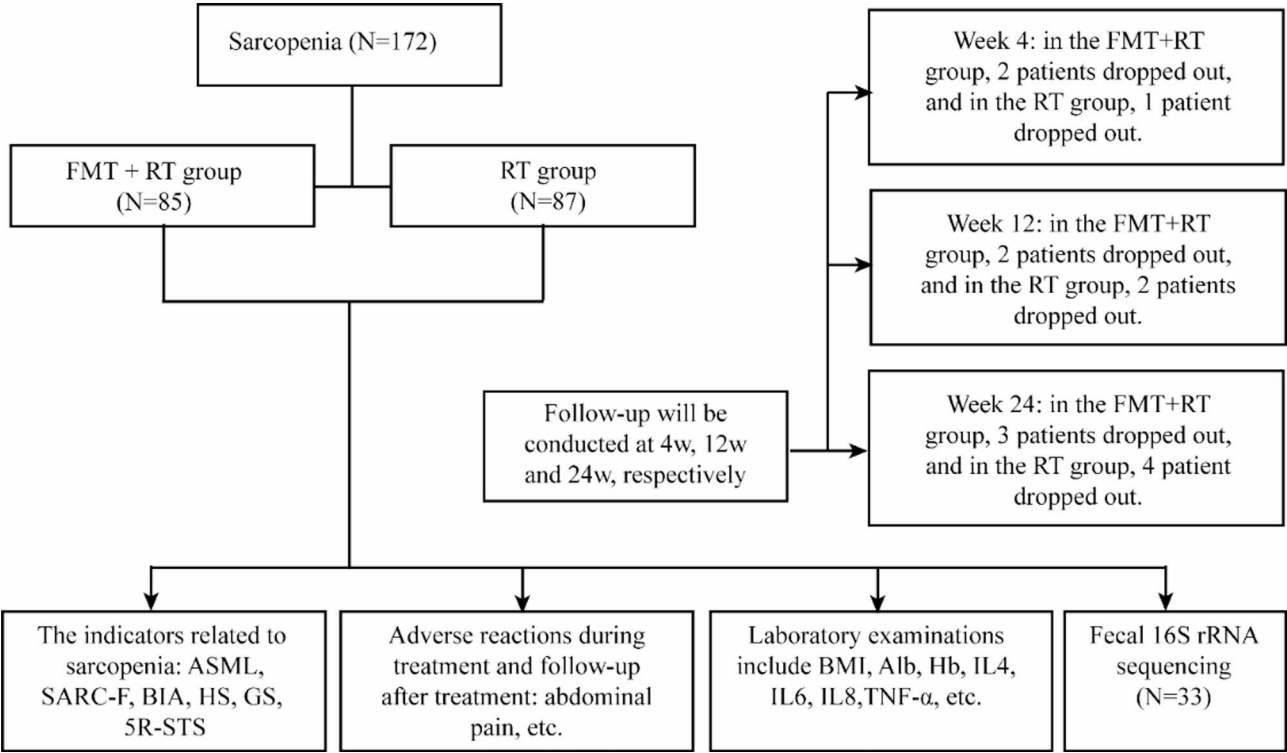 Sarcopenia (N=172)
FMT + RT group
(N=85)
RT group
(N=87)
Week 4: in the FMT+RT
group, 2 patients dropped out,
and in the RT group, 1 patient
dropped out.
Week 12: in the FMT+RT
group, 2 patients dropped out,
and in the RT group, 2 patients
dropped out.
Follow-up will be
conducted at 4w, 12w
and 24w, respectively
Week 24: in the FMT+RT
group, 3 patients dropped out,
and in the RT group, 4 patient
dropped out.
The indicators related to
sarcopenia: ASML,
SARC-F, BIA, HS, GS,
5R-STS
Adverse reactions during
treatment and follow-up
after treatment: abdominal
pain, etc.
Laboratory examinations
include BMI, Alb, Hb, IL4,
IL6, IL8,TNF-α, etc.
Fecal 16S rRNA
sequencing
(N=33)